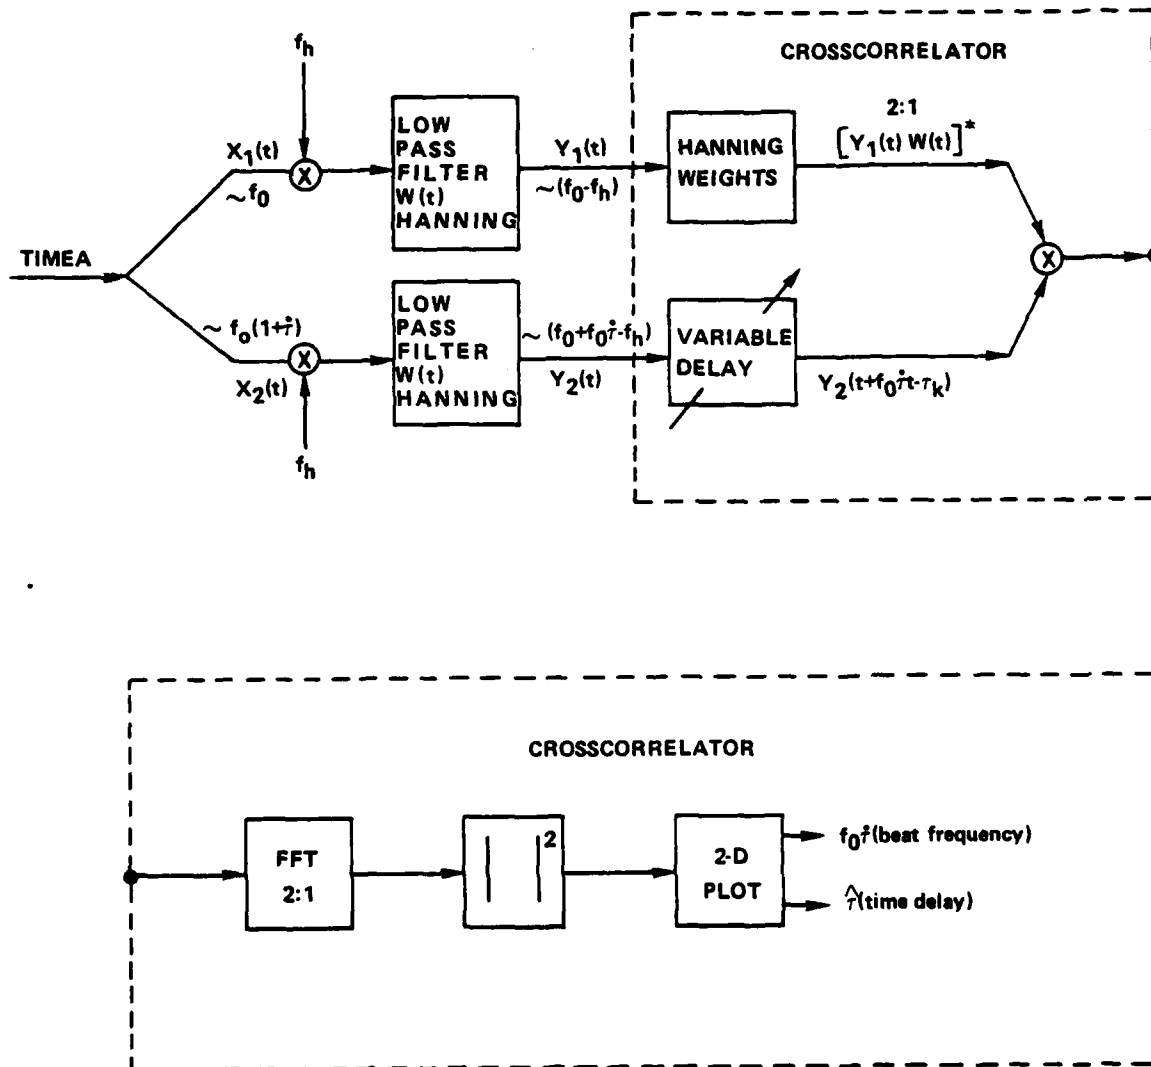 f_h
CROSSCORRELATOR
X_1(t)
X
~f_0
LOW
PASS
FILTER
W(t)
HANNING
Y_1(t)
~(f_0-f_h)
HANNING
WEIGHTS
2:1
[Y_1(t) W(t)]*
TIMEA
X
~ f_o(1+τ̇)
X
X_2(t)
f_h
LOW
PASS
FILTER
W(t)
HANNING
~ (f_0+f_0τ̇-f_h)
Y_2(t)
VARIABLE
DELAY
Y_2(t+f_0τ̇t-τ_k)
CROSSCORRELATOR
FFT
2:1
| |^2
2-D
PLOT
f_0τ̇(beat frequency)
τ̂(time delay)